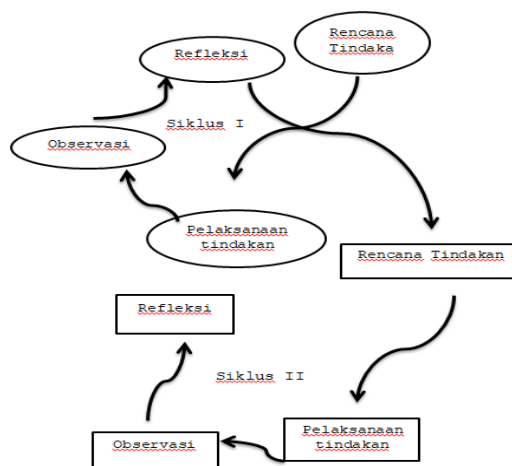 Rencana
Tindaka
Refleksi
Siklus I
Observasi
Pelaksanaan
tindakan
Rencana Tindakan
Refleksi
Siklus II
Pelaksanaan
tindakan
Observasi